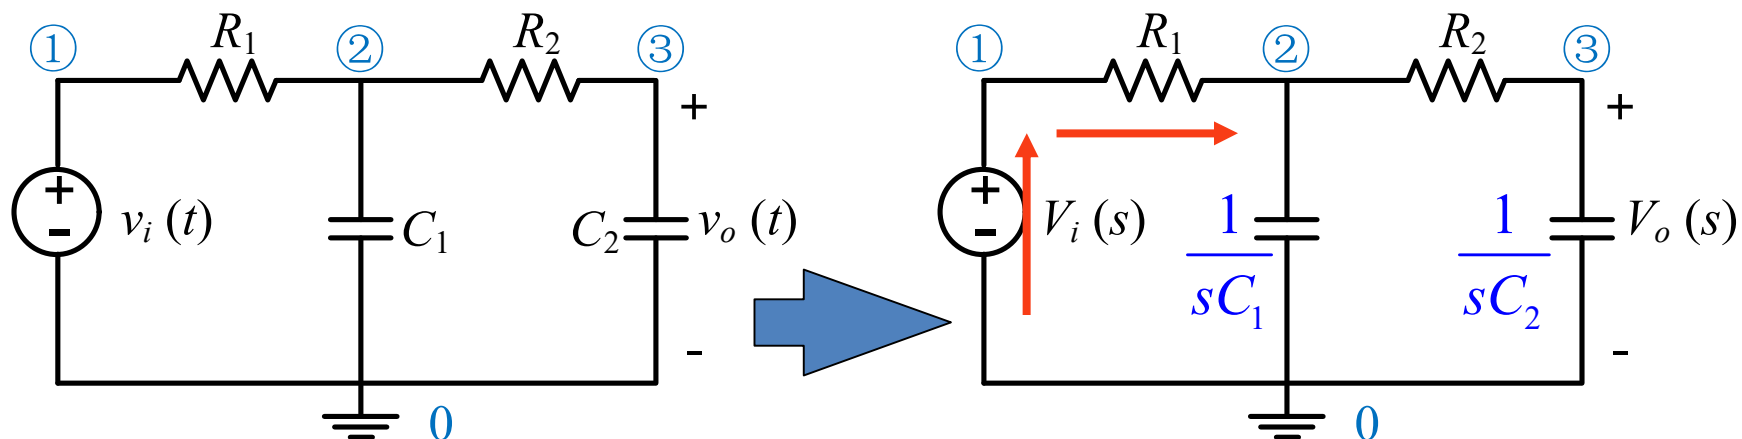 ① R₁ ② R₂ ③
+
+
-
vᵢ (t) C₁ C₂ vₒ (t)
-
0
① R₁ ② R₂ ③
+
+
-
Vᵢ (s) 1/sC₁ 1/sC₂ Vₒ (s)
-
0